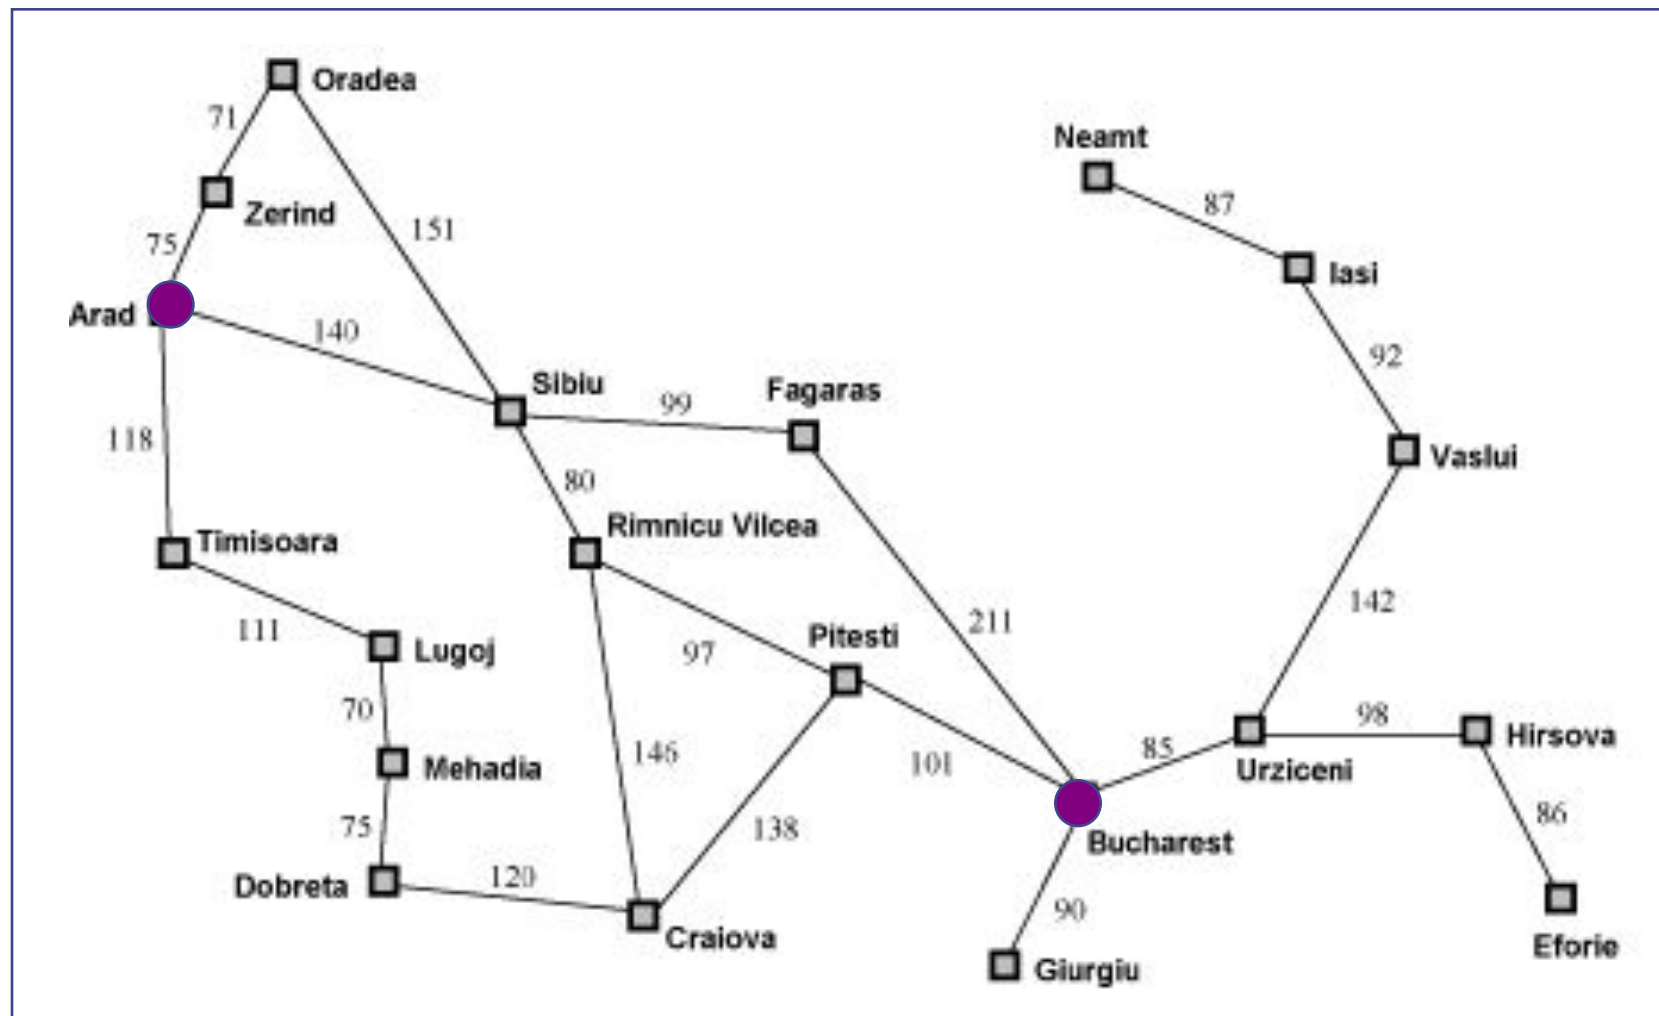 Oradea
71
Neamt
87
Zerind
151
75
Iasi
Arad
140
92
Sibiu
Fagaras
99
118
Vaslui
80
Rimnicu Vilcea
Timisoara
142
211
111
Pitesti
Lugoj
97
70
98
Hirsova
85
146
101
Mehadia
Urziceni
86
75
138
Bucharest
Dobreta
120
90
Craiova
Eforie
Giurgiu